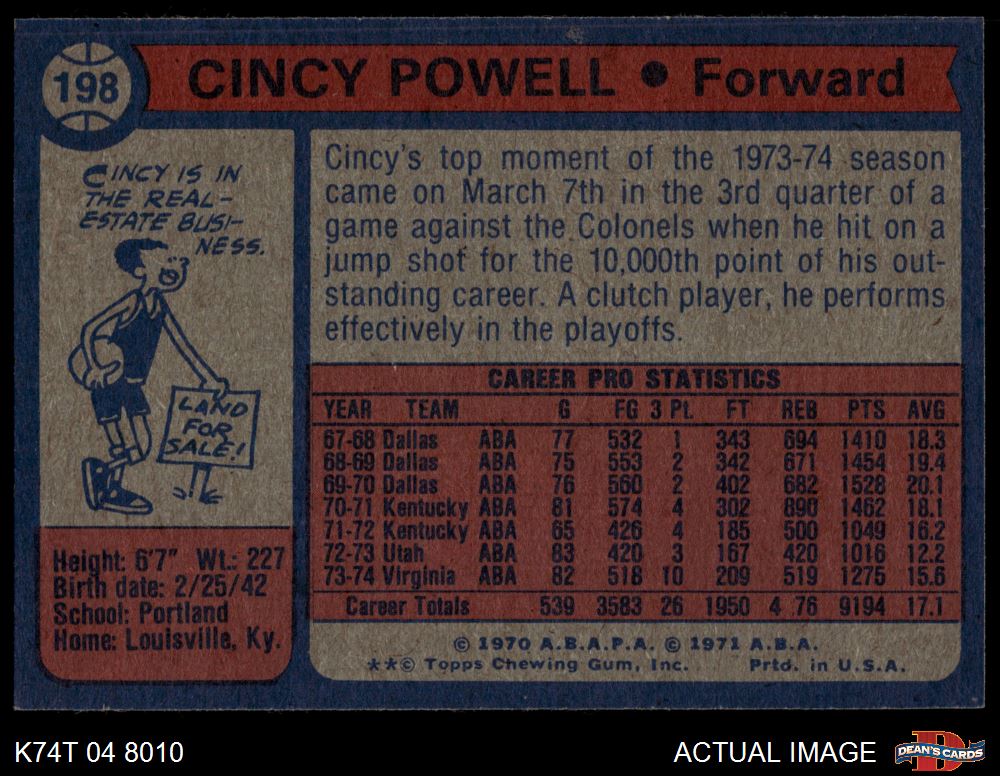 198
CINCY POWELL ● Forward
CINCY IS IN
THE REAL-
ESTATE BUSI-
NESS.
LAND
FOR
SALE!
Height: 6'7" Wt.: 227
Birth date: 2/25/42
School: Portland
Home: Louisville, Ky.
Cincy's top moment of the 1973-74 season
came on March 7th in the 3rd quarter of a
game against the Colonels when he hit on a
jump shot for the 10,000th point of his out-
standing career. A clutch player, he performs
effectively in the playoffs.
CAREER PRO STATISTICS
YEAR TEAM G FG 3 Pt. FT REB PTS AVG
67-68 Dallas ABA 77 532 1 343 694 1410 18.3
68-69 Dallas ABA 75 553 2 342 671 1454 19.4
69-70 Dallas ABA 76 560 2 402 682 1528 20.1
70-71 Kentucky ABA 81 574 4 302 890 1462 18.1
71-72 Kentucky ABA 65 426 4 185 500 1049 16.2
72-73 Utah ABA 83 420 3 167 420 1016 12.2
73-74 Virginia ABA 82 518 10 209 519 1275 15.6
Career Totals 539 3583 26 1950 4 76 9194 17.1
© 1970 A.B.A.P.A. © 1971 A.B.A.
**© Topps Chewing Gum, Inc. Prtd. in U.S.A.
K74T 04 8010
ACTUAL IMAGE
DEAN'S CARDS